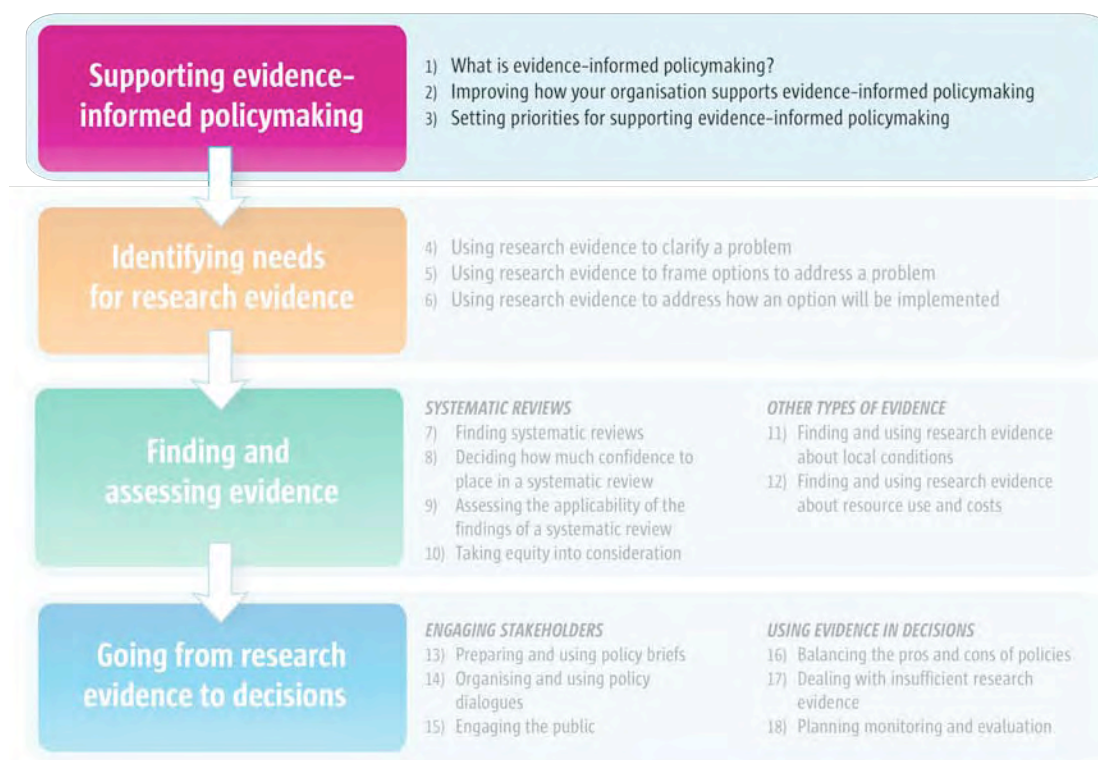 Supporting evidence-
informed policymaking
1) What is evidence-informed policymaking?
2) Improving how your organisation supports evidence-informed policymaking
3) Setting priorities for supporting evidence-informed policymaking
Identifying needs
for research evidence
4) Using research evidence to clarify a problem
5) Using research evidence to frame options to address a problem
6) Using research evidence to address how an option will be implemented
Finding and
assessing evidence
SYSTEMATIC REVIEWS
7) Finding systematic reviews
8) Deciding how much confidence to
place in a systematic review
9) Assessing the applicability of the
findings of a systematic review
10) Taking equity into consideration
OTHER TYPES OF EVIDENCE
11) Finding and using research evidence
about local conditions
12) Finding and using research evidence
about resource use and costs
Going from research
evidence to decisions
ENGAGING STAKEHOLDERS
13) Preparing and using policy briefs
14) Organising and using policy
dialogues
15) Engaging the public
USING EVIDENCE IN DECISIONS
16) Balancing the pros and cons of policies
17) Dealing with insufficient research
evidence
18) Planning monitoring and evaluation